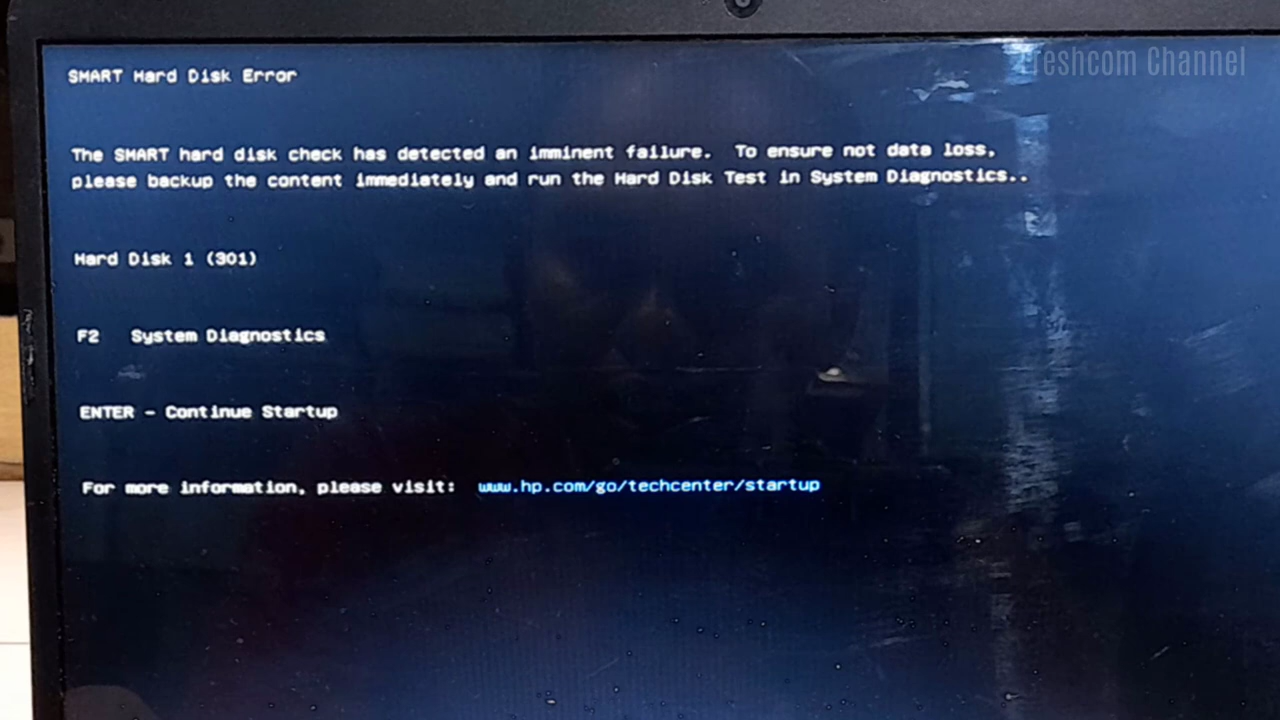 Freshcom Channel
SMART Hard Disk Error
The SMART hard disk check has detected an imminent failure. To ensure not data loss,
please backup the content immediately and run the Hard Disk Test in System Diagnostics..
Hard Disk 1 (301)
F2 System Diagnostics
ENTER - Continue Startup
For more information, please visit: www.hp.com/go/techcenter/startup